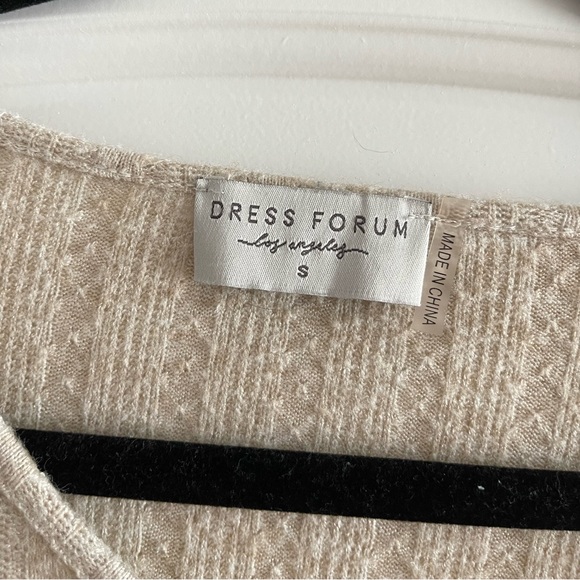 DRESS FORUM
los angeles
S
MADE IN CHINA